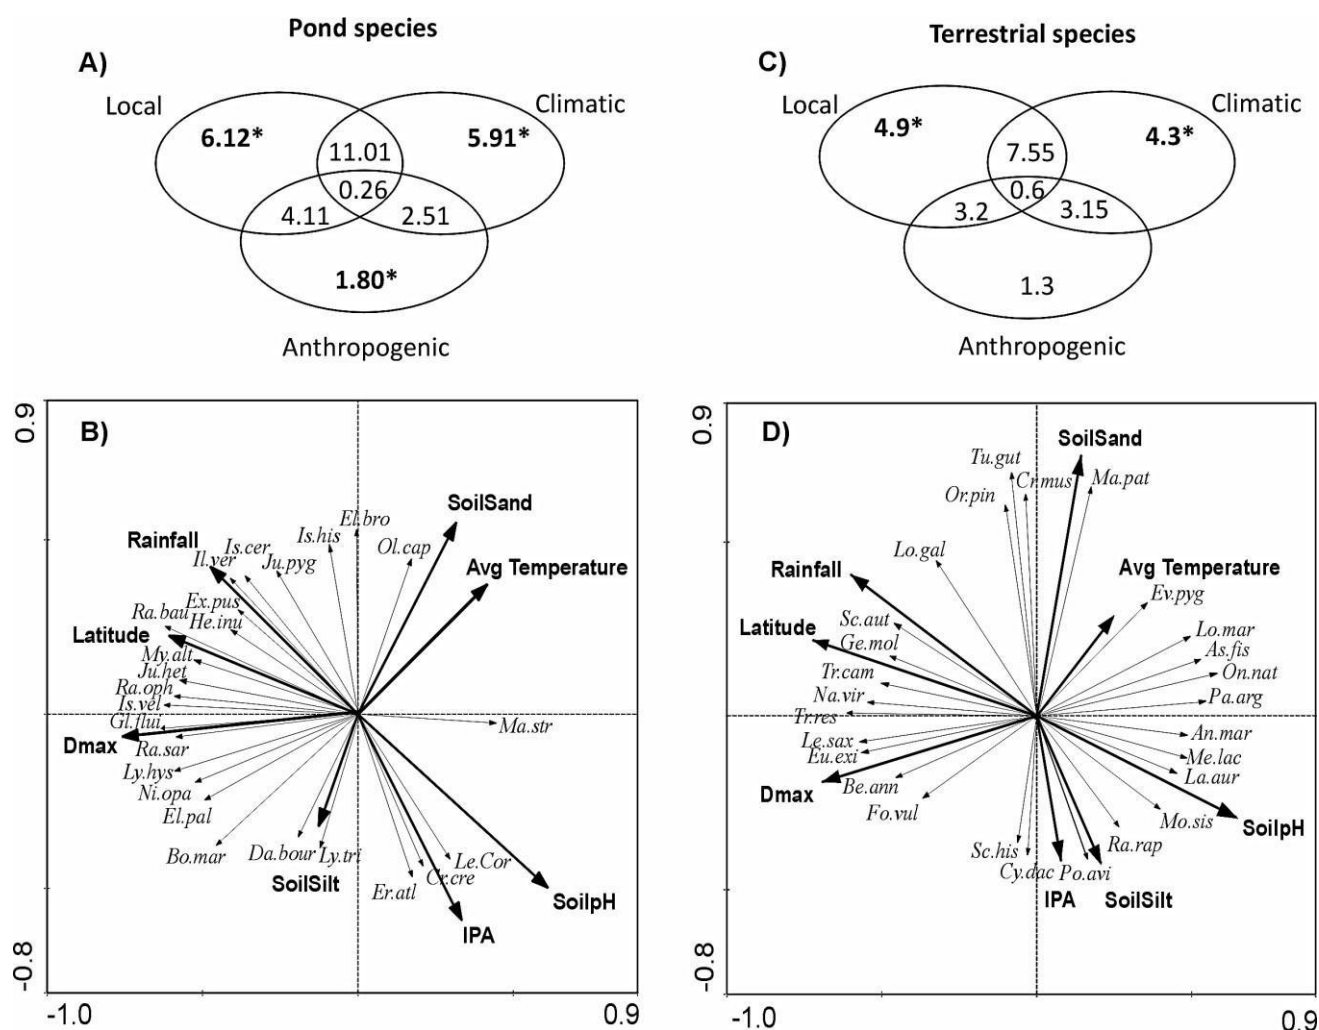 Pond species
A)
Local
Climatic
6.12*
5.91*
11.01
0.26
4.11
2.51
1.80*
Anthropogenic
Terrestrial species
C)
Local
Climatic
4.9*
4.3*
7.55
0.6
3.2
3.15
1.3
Anthropogenic
0.9
B)
SoilSand
El.bro
Is.his
Ol.cap
Rainfall
Is.cer
Il.ver
Ju.pyg
Avg Temperature
Ex.pus
Ra.bau
He.inu
Latitude
My.alt
Ju.het
Ra.oph
Is.vel
Gl.flui
Ma.str
Dmax
Ra.sar
Ly.hys
Ni.opa
El.pal
Bo.mar
Da.bour
Ly.tri
Le.Cor
SoilSilt
Cr.cre
Er.atl
SoilpH
IPA
-0.8
-1.0
0.9
0.9
D)
SoilSand
Tu.gut
Cr.mus
Ma.pat
Or.pin
Lo.gal
Rainfall
Avg Temperature
Ev.pyg
Sc.aut
Latitude
Lo.mar
Ge.mol
As.fis
Tr.cam
On.nat
Na.vir
Pa.arg
Tr.res
An.mar
Le.sax
Eu.exi
Me.lac
La.aur
Dmax
Be.ann
Fo.vul
Mo.sis
SoilpH
Ra.rap
Sc.his
Cy.dac
Po.avi
IPA
SoilSilt
-0.8
-1.0
0.9